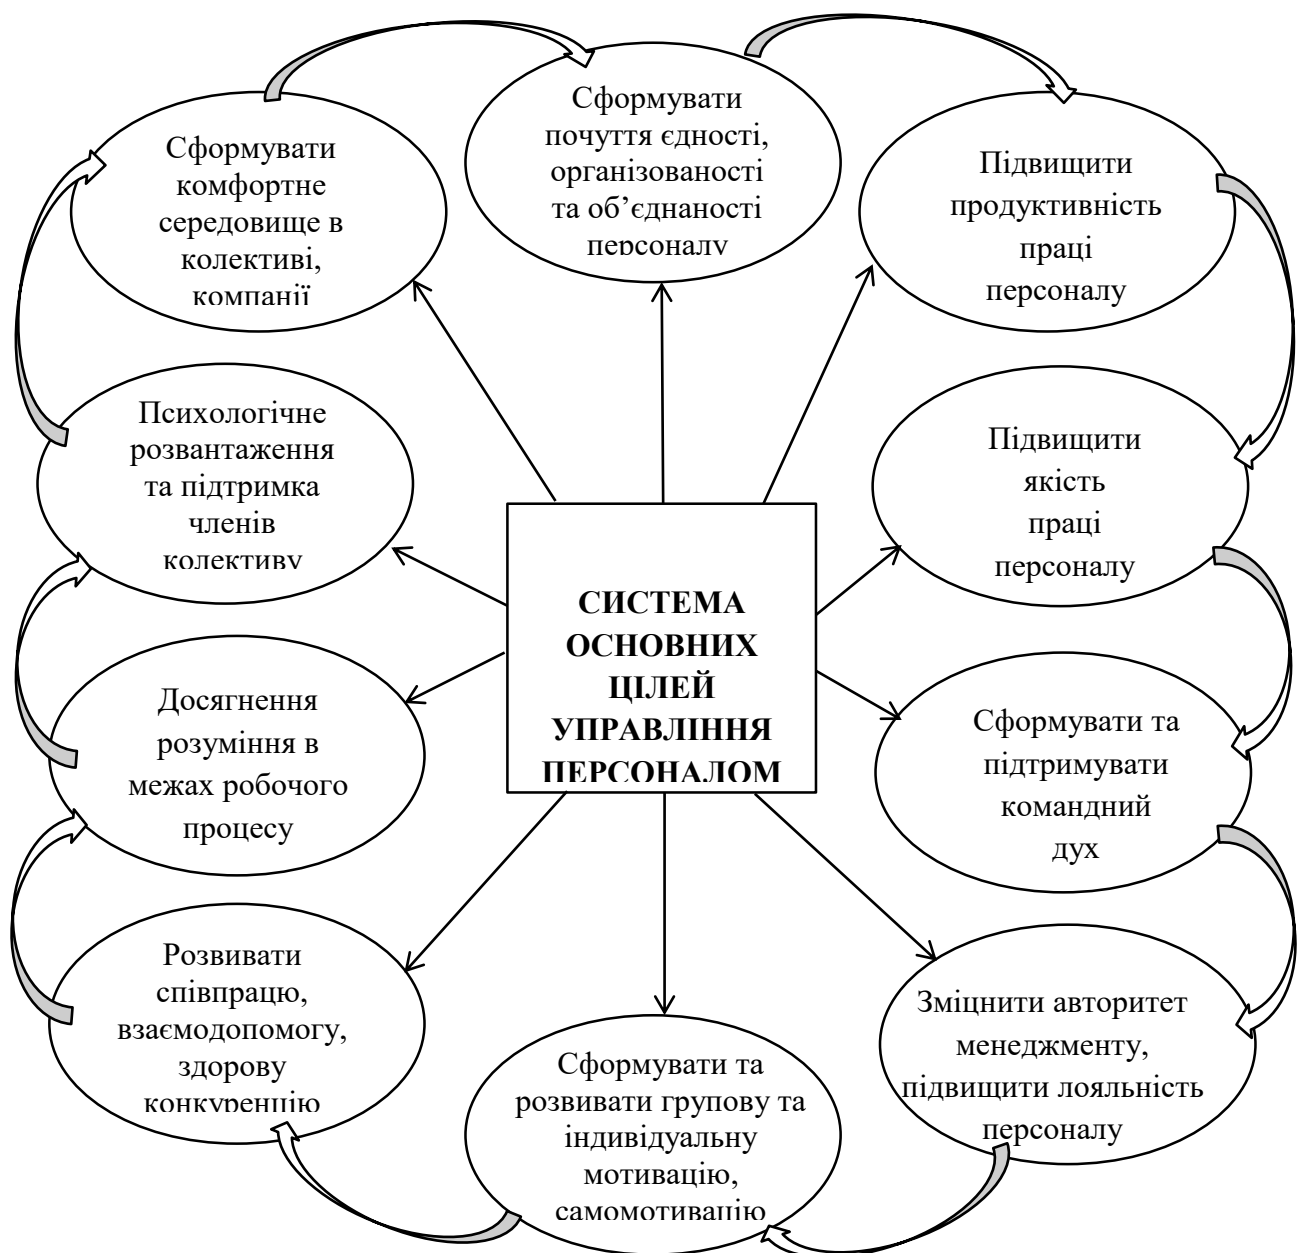 Сформувати
почуття єдності,
організованості
та об’єднаності
персоналу
Сформувати
комфортне
середовище в
колективі,
компанії
Підвищити
продуктивність
праці
персоналу
Психологічне
розвантаження
та підтримка
членів
колективу
Підвищити
якість
праці
персоналу
СИСТЕМА
ОСНОВНИХ
ЦІЛЕЙ
УПРАВЛІННЯ
ПЕРСОНАЛОМ
Досягнення
розуміння в
межах робочого
процесу
Сформувати та
підтримувати
командний
дух
Розвивати
співпрацю,
взаємодопомогу,
здорову
конкуренцію
Зміцнити авторитет
менеджменту,
підвищити лояльність
персоналу
Сформувати та
розвивати групову та
індивідуальну
мотивацію,
самомотивацію